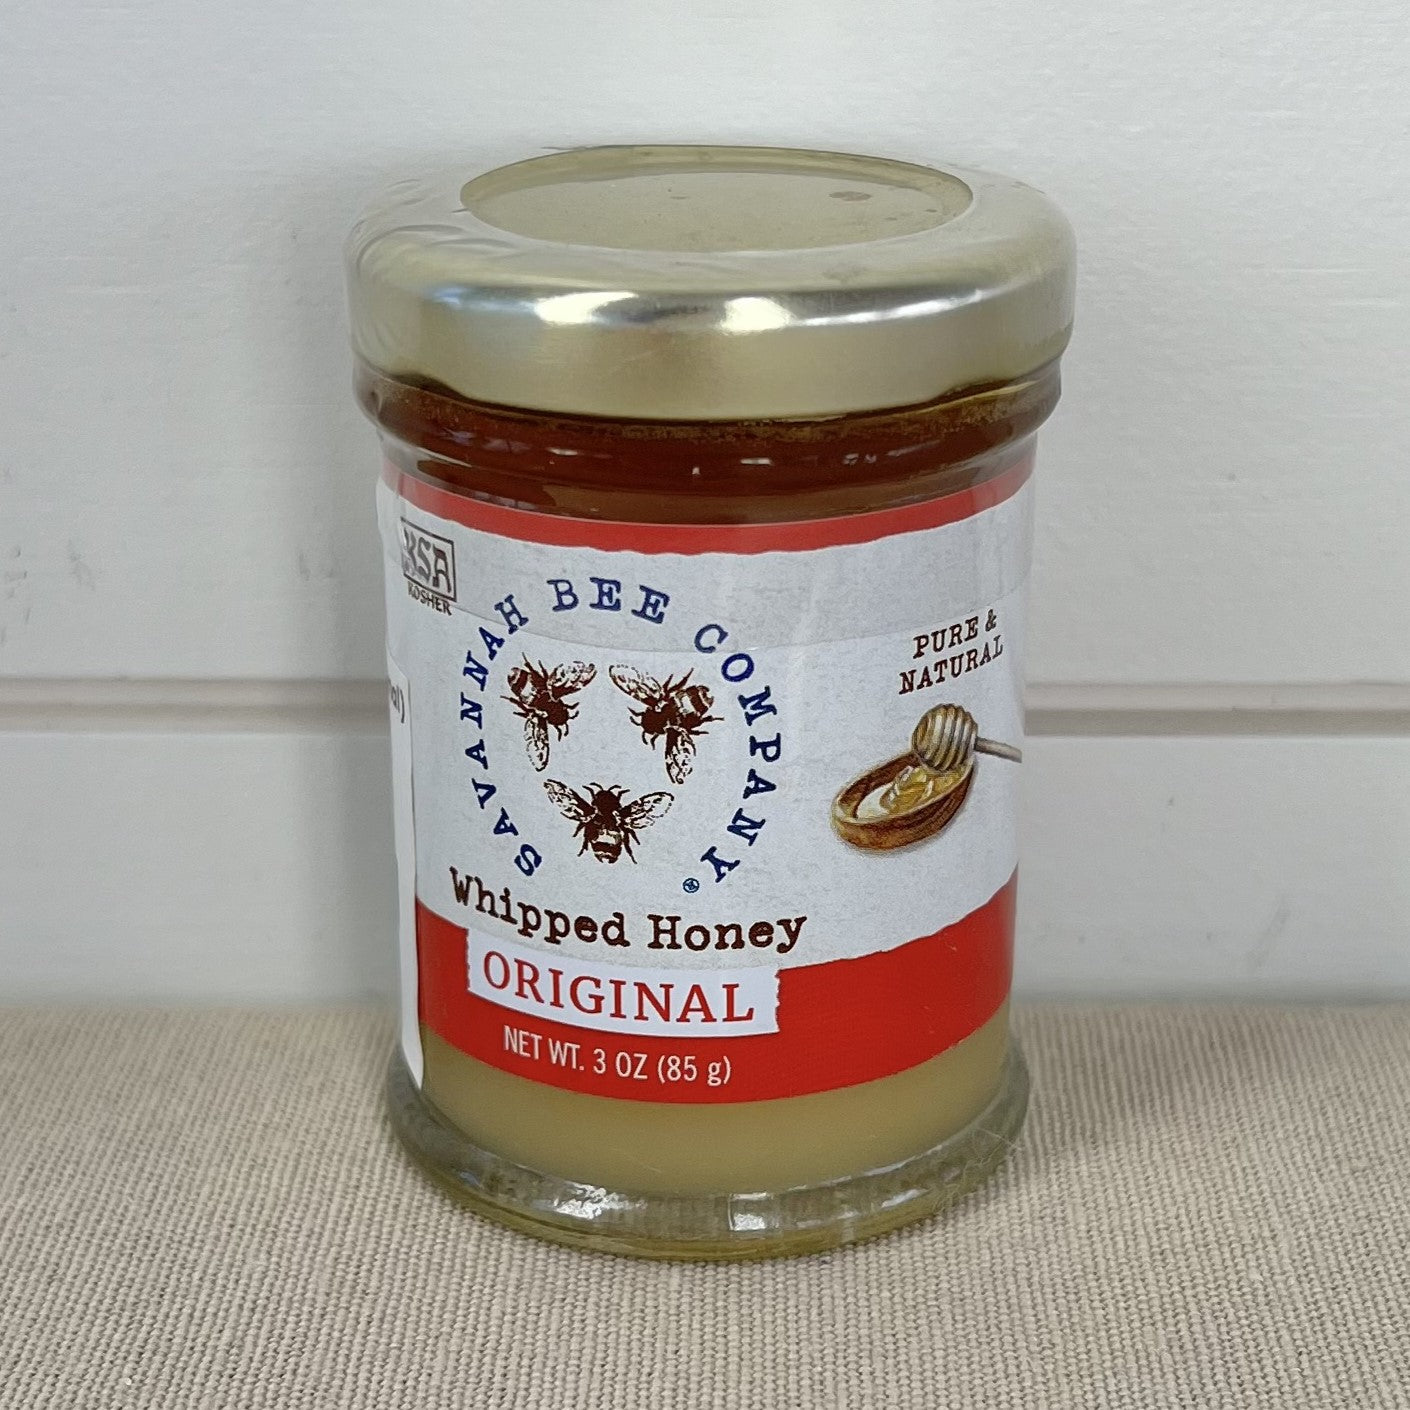 KSA
KOSHER
SAVANNAH BEE COMPANY®
PURE &
NATURAL
Whipped Honey
ORIGINAL
NET WT. 3 OZ (85 g)